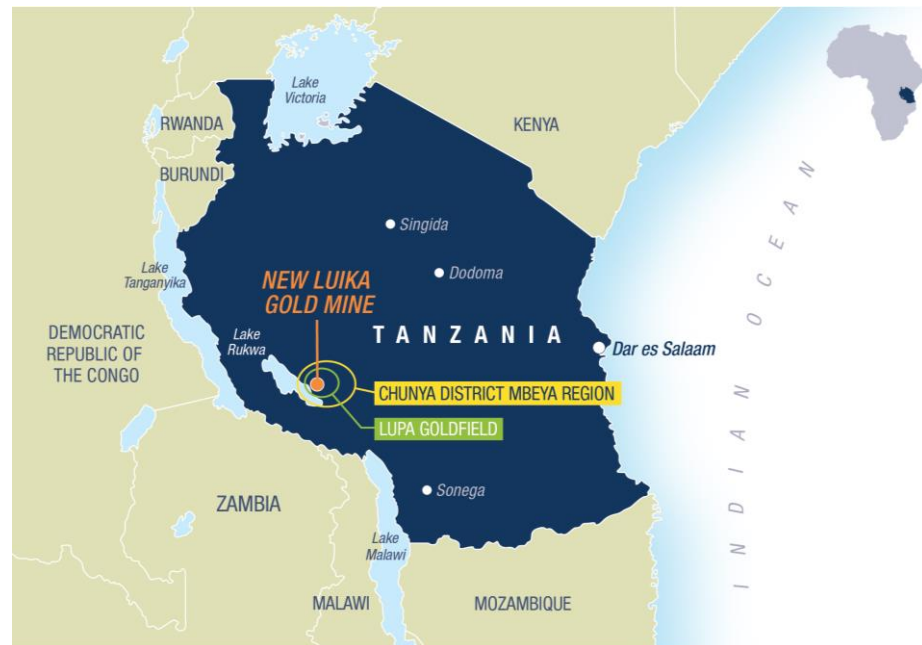 Lake
Victoria
RWANDA
KENYA
BURUNDI
Singida
Lake
Tanganyika
Dodoma
NEW LUIKA
GOLD MINE
DEMOCRATIC
REPUBLIC OF
THE CONGO
Lake
Rukwa
TANZANIA
Dar es Salaam
CHUNYA DISTRICT MBEYA REGION
LUPA GOLDFIELD
Sonega
ZAMBIA
Lake
Malawi
MALAWI
MOZAMBIQUE
INDIAN OCEAN